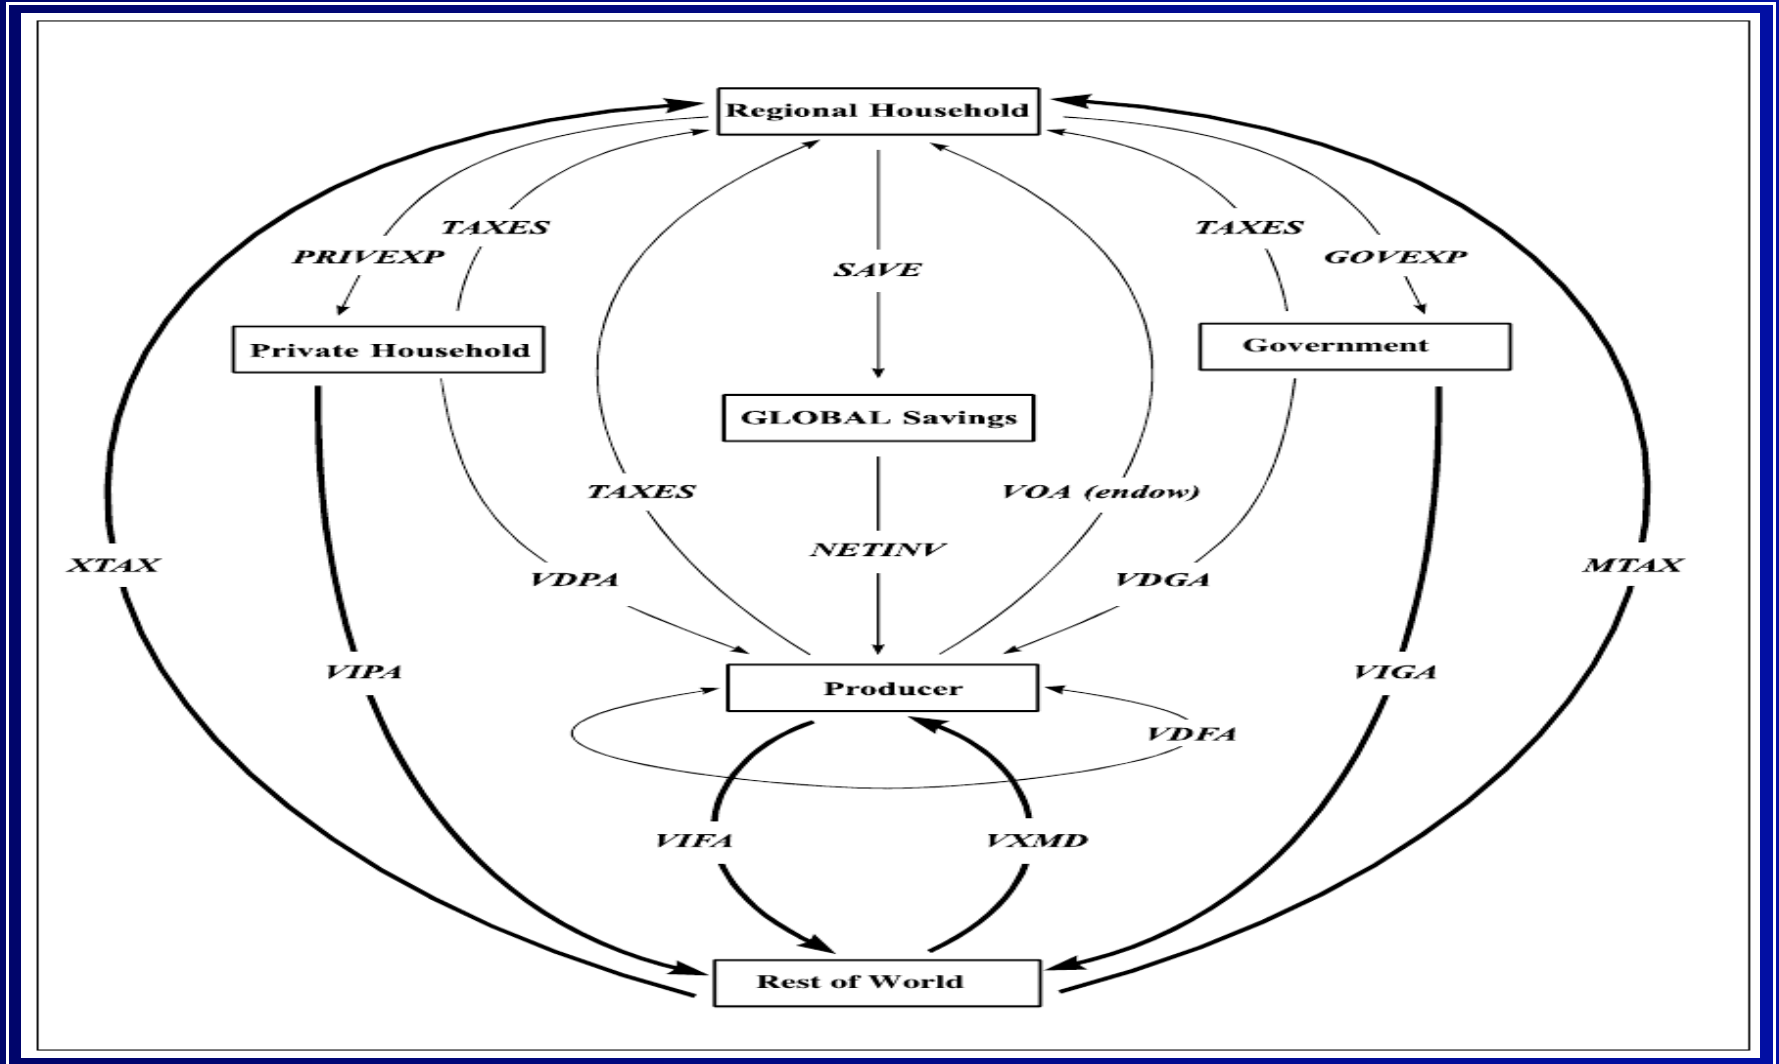 Regional Household
TAXES
TAXES
PRIVEXP
GOVEXP
SAVE
Private Household
Government
GLOBAL Savings
TAXES
VOA (endow)
NETINV
XTAX
MTAX
VDPA
VDGA
VIPA
VIGA
Producer
VDFA
VIFA
VXMD
Rest of World